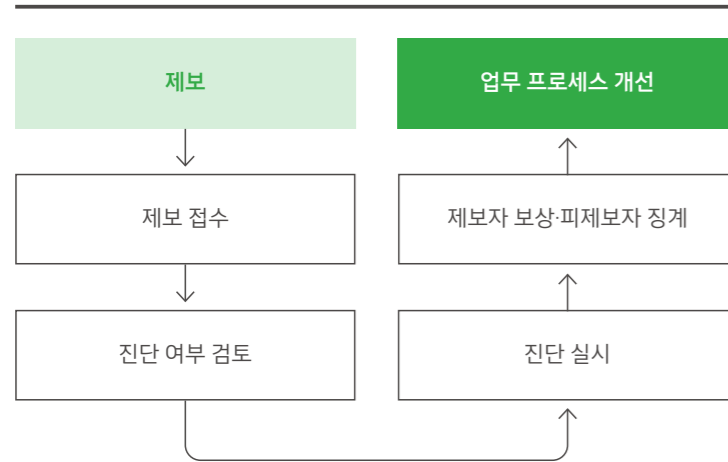 제보
제보 접수
진단 여부 검토
진단 실시
제보자 보상·피제보자 징계
업무 프로세스 개선